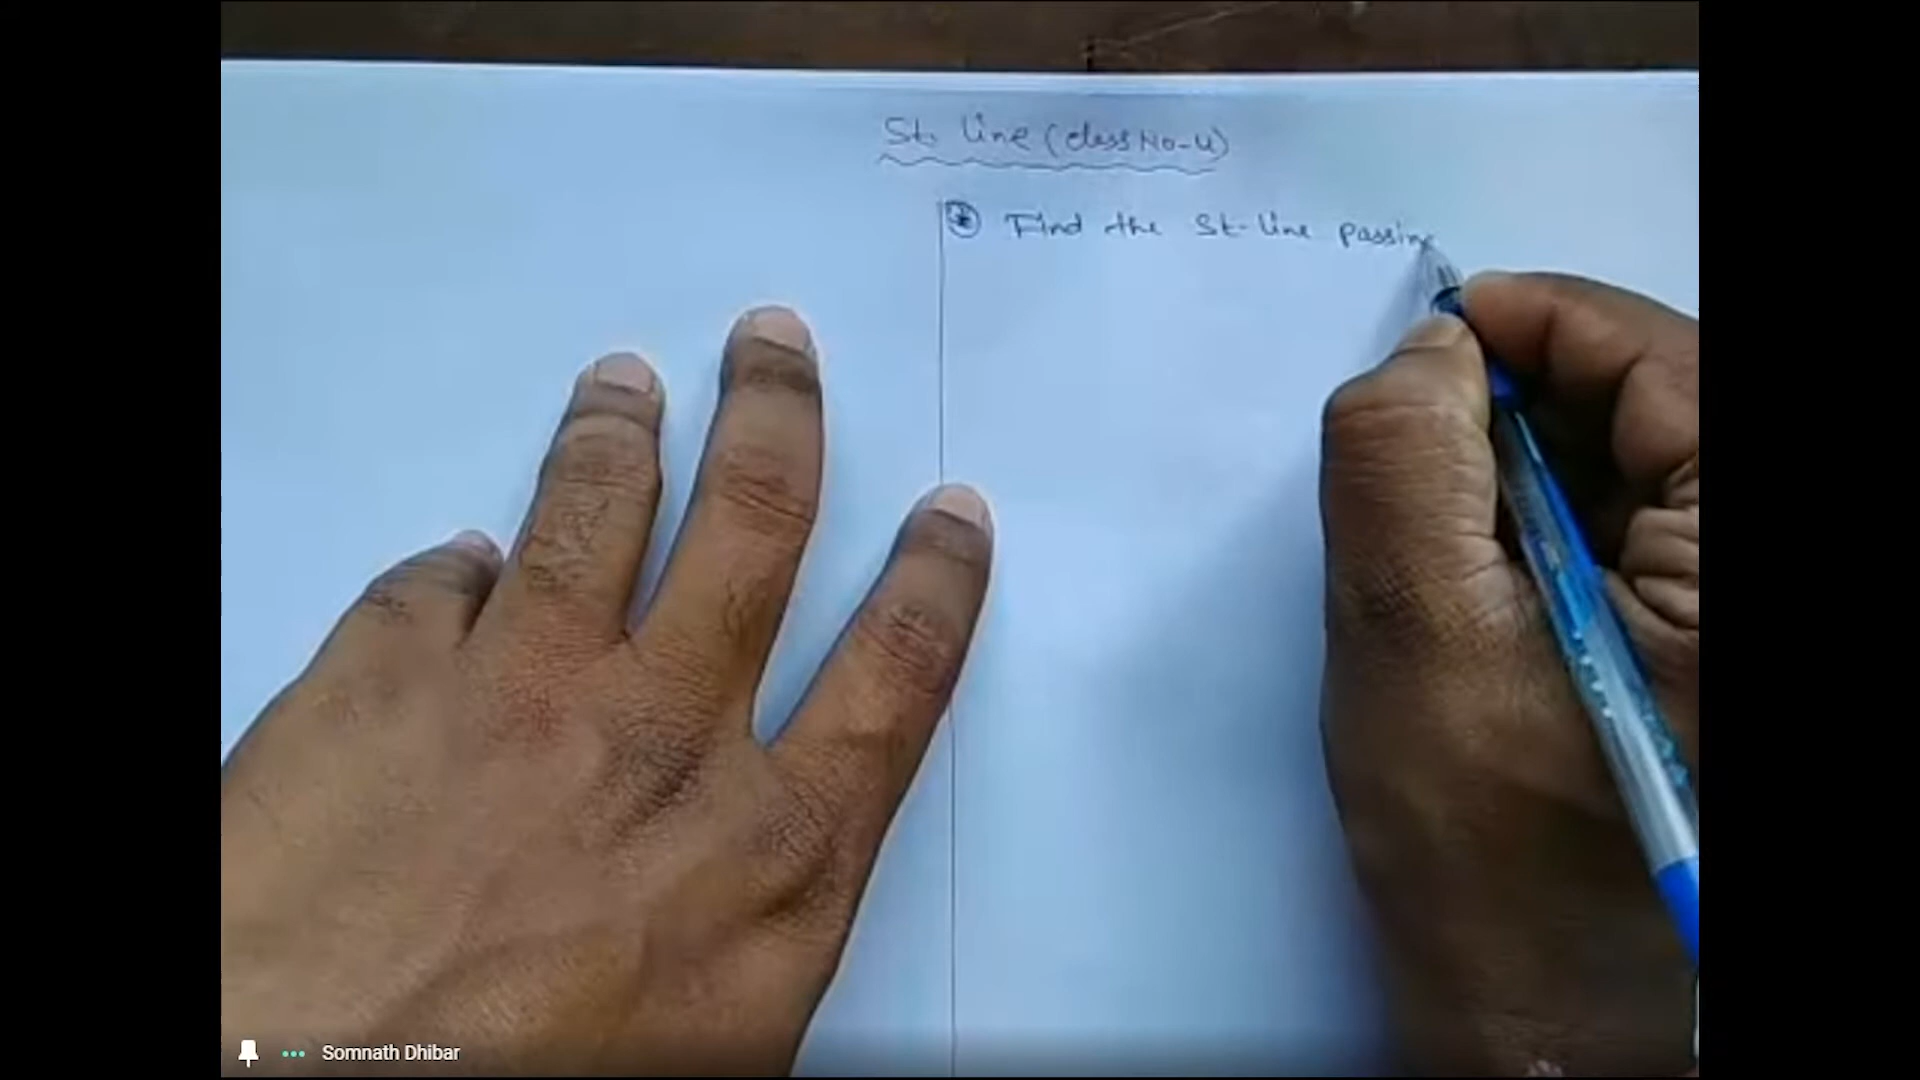 St. Line (class No-4)
* Find the St-line passing
Somnath Dhibar